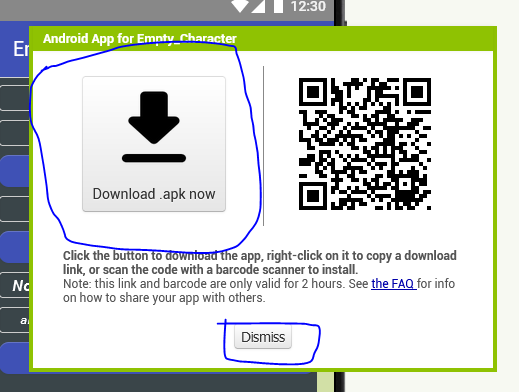 12:30
Android App for Empty_Character
Download .apk now
Click the button to download the app, right-click on it to copy a download
link, or scan the code with a barcode scanner to install.
Note: this link and barcode are only valid for 2 hours. See the FAQ for info
on how to share your app with others.
Dismiss